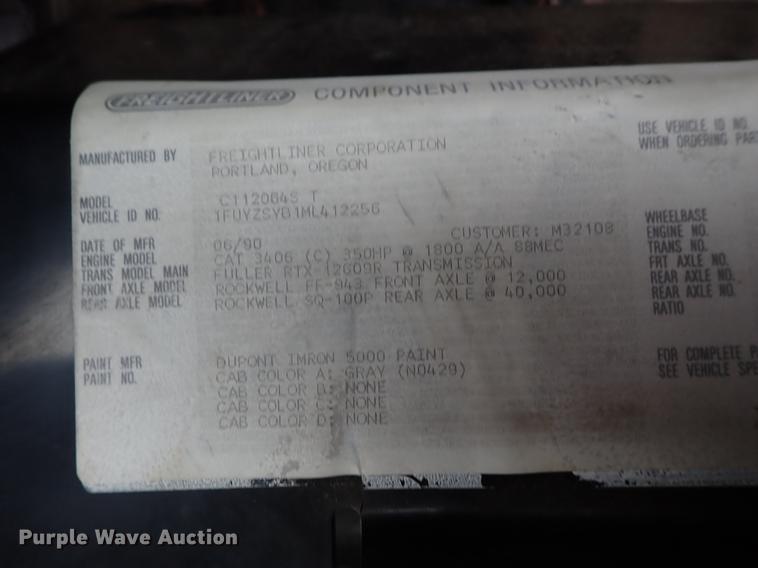 FREIGHTLINER COMPONENT INFORMATION
MANUFACTURED BY FREIGHTLINER CORPORATION
PORTLAND, OREGON
USE VEHICLE ID NO.
WHEN ORDERING PAR
MODEL C112064S T
VEHICLE ID NO. 1FUYZSYB1ML412256
CUSTOMER: M32108
DATE OF MFR 06/90
ENGINE MODEL CAT 3406 (C) 350HP @ 1800 A/A 88MEC
TRANS MODEL MAIN FULLER RTX-12609R TRANSMISSION
FRONT AXLE MODEL ROCKWELL FF-943 FRONT AXLE @ 12,000
REAR AXLE MODEL ROCKWELL SQ-100P REAR AXLE @ 40,000
WHEELBASE
ENGINE NO.
TRANS NO.
FRT AXLE NO.
REAR AXLE NO.
REAR AXLE NO.
RATIO
PAINT MFR DUPONT IMRON 5000 PAINT
PAINT NO. CAB COLOR A: GRAY (N0429)
CAB COLOR B: NONE
CAB COLOR C: NONE
CAB COLOR D: NONE
FOR COMPLETE P
SEE VEHICLE SPE
Purple Wave Auction